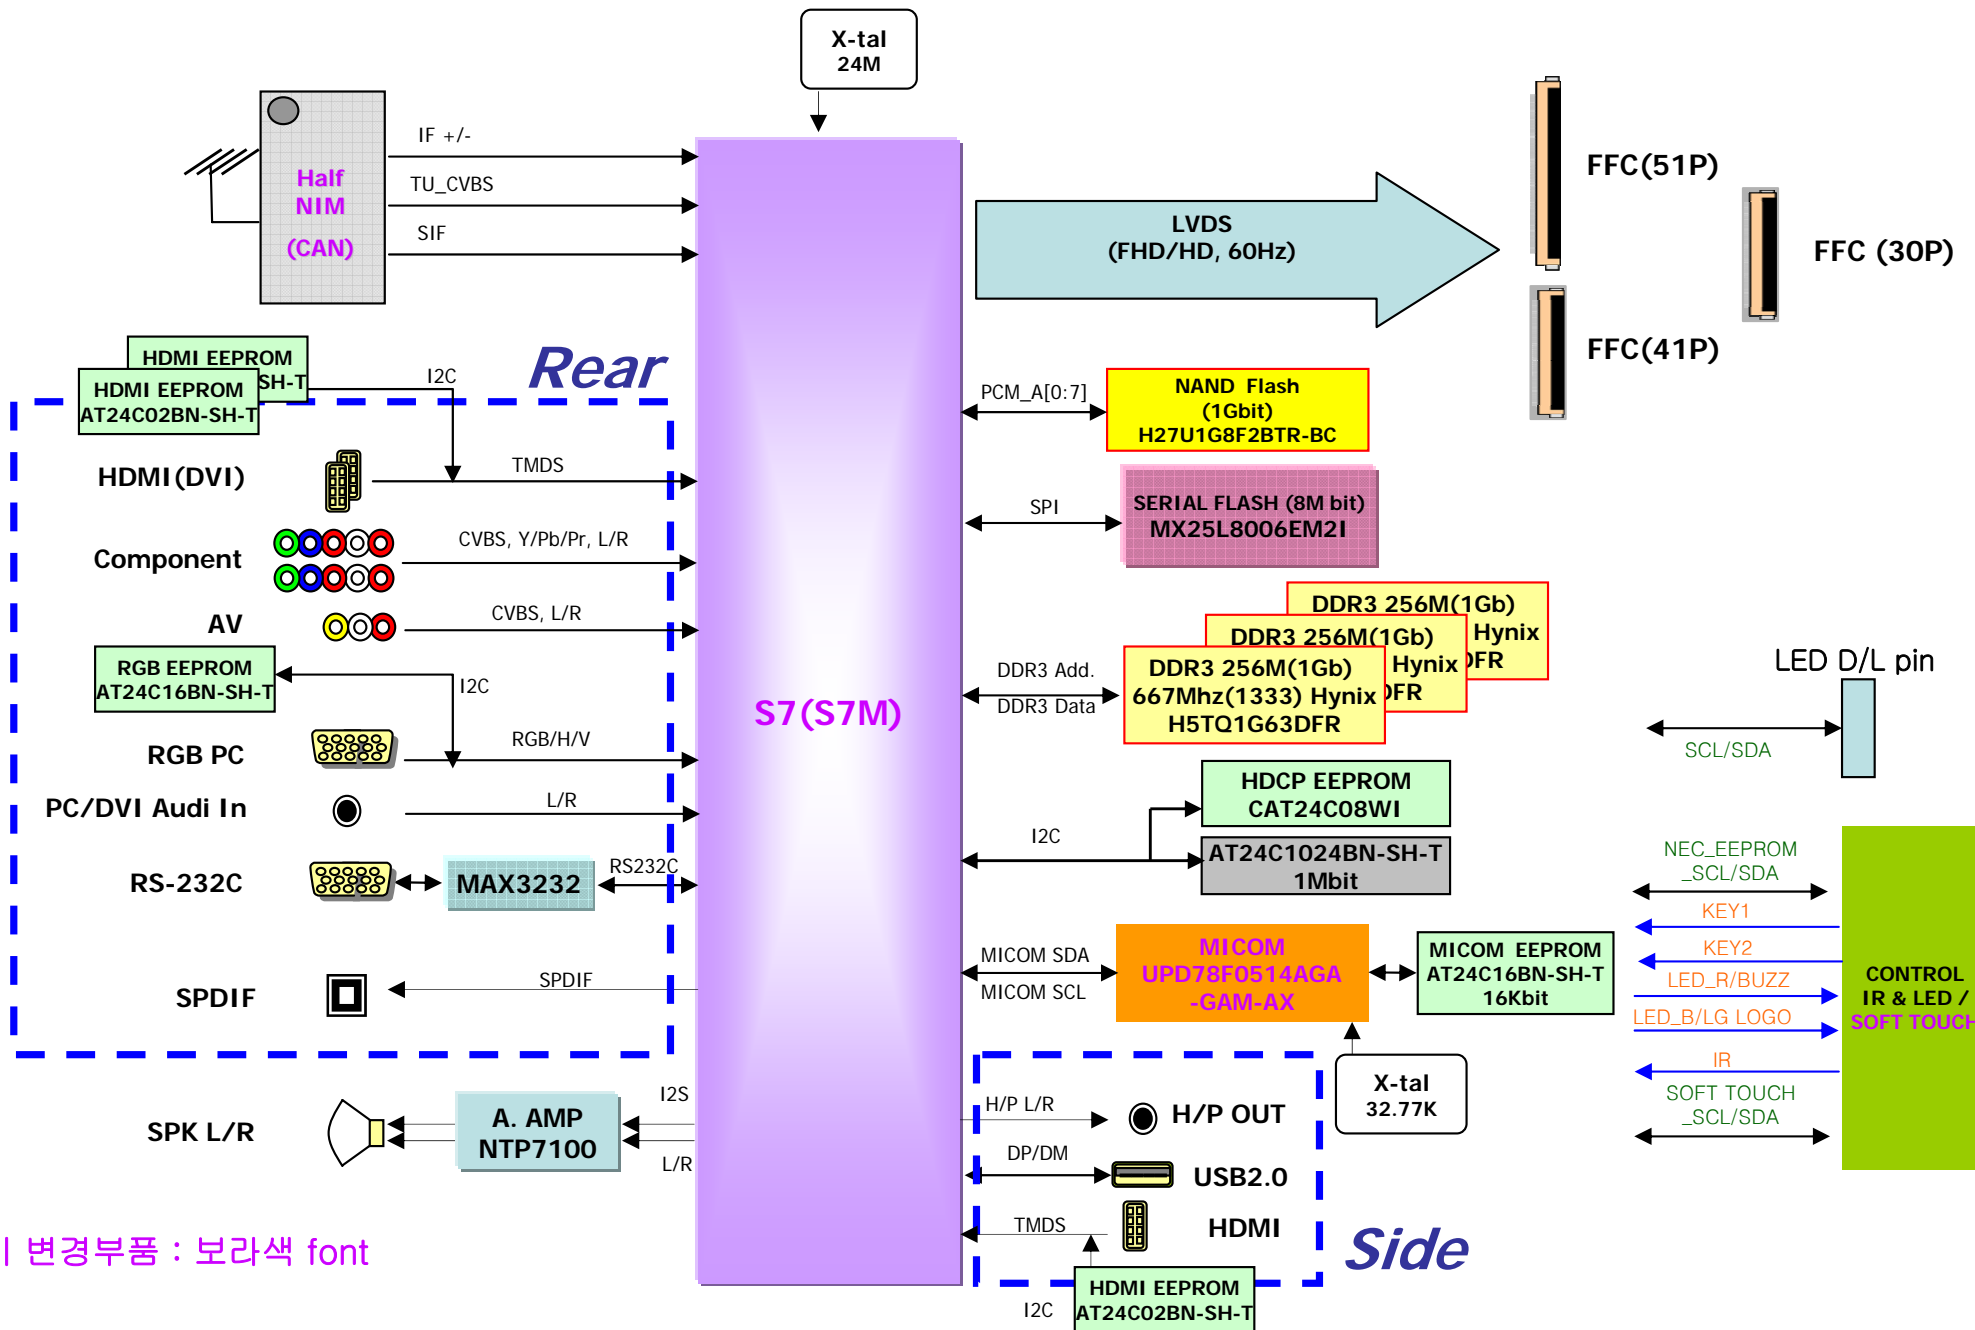 X-tal
24M
IF +/-
TU_CVBS
SIF
Half
NIM
(CAN)
LVDS
(FHD/HD, 60Hz)
FFC(51P)
FFC (30P)
FFC(41P)
HDMI EEPROM
SH-T
HDMI EEPROM
AT24C02BN-SH-T
I2C
Rear
HDMI(DVI)
TMDS
Component
CVBS, Y/Pb/Pr, L/R
AV
CVBS, L/R
RGB EEPROM
AT24C16BN-SH-T
I2C
RGB PC
RGB/H/V
PC/DVI Audi In
L/R
RS-232C
MAX3232
RS232C
SPDIF
SPDIF
SPK L/R
A. AMP
NTP7100
I2S
L/R
S7(S7M)
PCM_A[0:7]
NAND Flash
(1Gbit)
H27U1G8F2BTR-BC
SPI
SERIAL FLASH (8M bit)
MX25L8006EM2I
DDR3 Add.
DDR3 Data
DDR3 256M(1Gb)
Hynix
DFR
DDR3 256M(1Gb)
Hynix
DFR
DDR3 256M(1Gb)
667Mhz(1333) Hynix
H5TQ1G63DFR
I2C
HDCP EEPROM
CAT24C08WI
AT24C1024BN-SH-T
1Mbit
MICOM SDA
MICOM SCL
MICOM
UPD78F0514AGA
-GAM-AX
MICOM EEPROM
AT24C16BN-SH-T
16Kbit
X-tal
32.77K
H/P L/R
H/P OUT
DP/DM
USB2.0
TMDS
HDMI
Side
I2C
HDMI EEPROM
AT24C02BN-SH-T
LED D/L pin
SCL/SDA
NEC_EEPROM
_SCL/SDA
KEY1
KEY2
LED_R/BUZZ
LED_B/LG LOGO
IR
SOFT TOUCH
_SCL/SDA
CONTROL
IR & LED /
SOFT TOUCH
변경부품 : 보라색 font